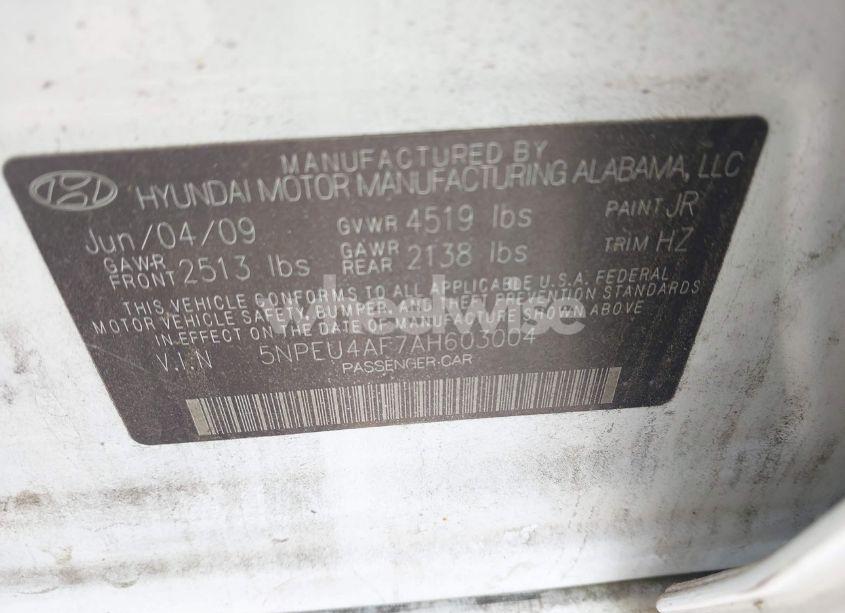 MANUFACTURED BY
HYUNDAI MOTOR MANUFACTURING ALABAMA, LLC
Jun/04/09 GVWR 4519 lbs PAINT JR
GAWR FRONT 2513 lbs GAWR REAR 2138 lbs TRIM HZ
THIS VEHICLE CONFORMS TO ALL APPLICABLE U.S.A. FEDERAL
MOTOR VEHICLE SAFETY, BUMPER, AND THEFT PREVENTION STANDARDS
IN EFFECT ON THE DATE OF MANUFACTURE SHOWN ABOVE
V.I.N 5NPEU4AF7AH603004
PASSENGER-CAR
wheelwise